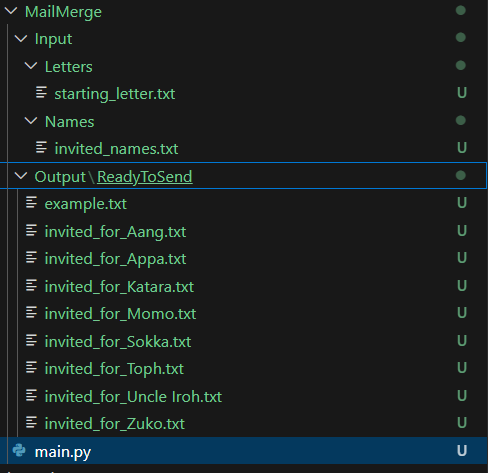 MailMerge
Input
Letters
starting_letter.txt U
Names
invited_names.txt U
Output\ReadyToSend
example.txt U
invited_for_Aang.txt U
invited_for_Appa.txt U
invited_for_Katara.txt U
invited_for_Momo.txt U
invited_for_Sokka.txt U
invited_for_Toph.txt U
invited_for_Uncle Iroh.txt U
invited_for_Zuko.txt U
main.py U